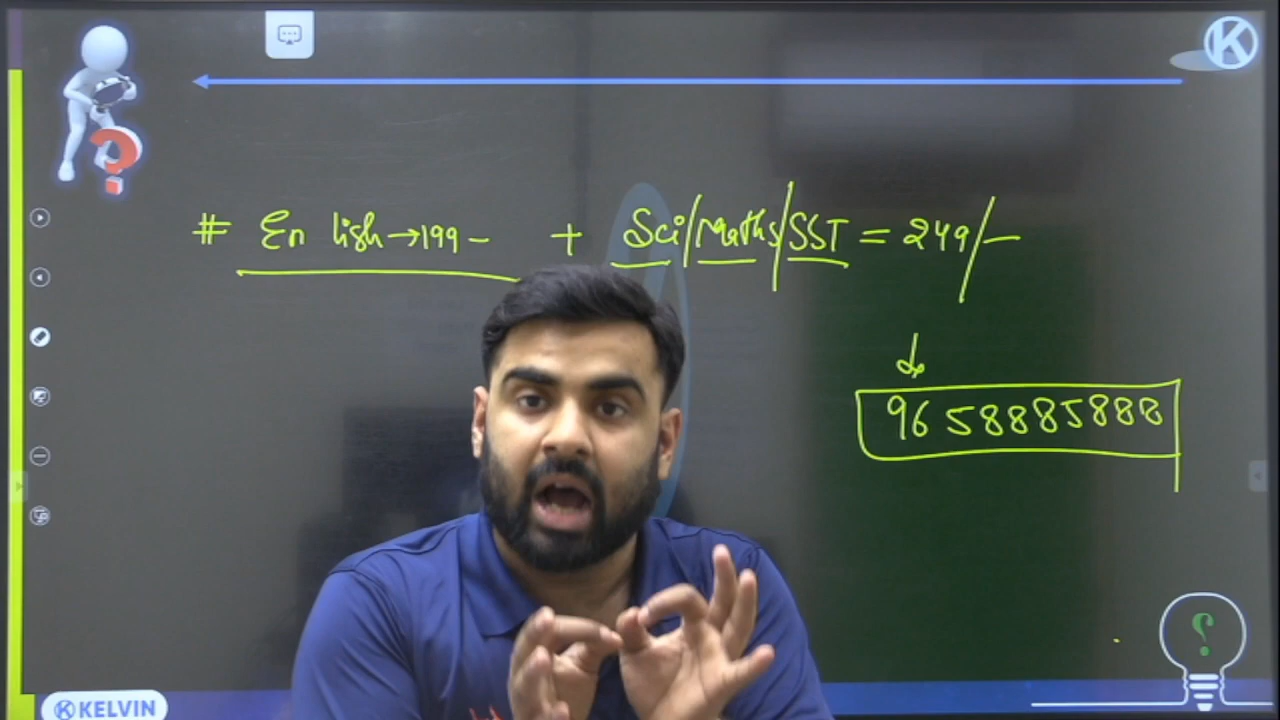 K
# En lish → 199 – + Sci/Maths/SST = 249/–
9658885888
?
K KELVIN